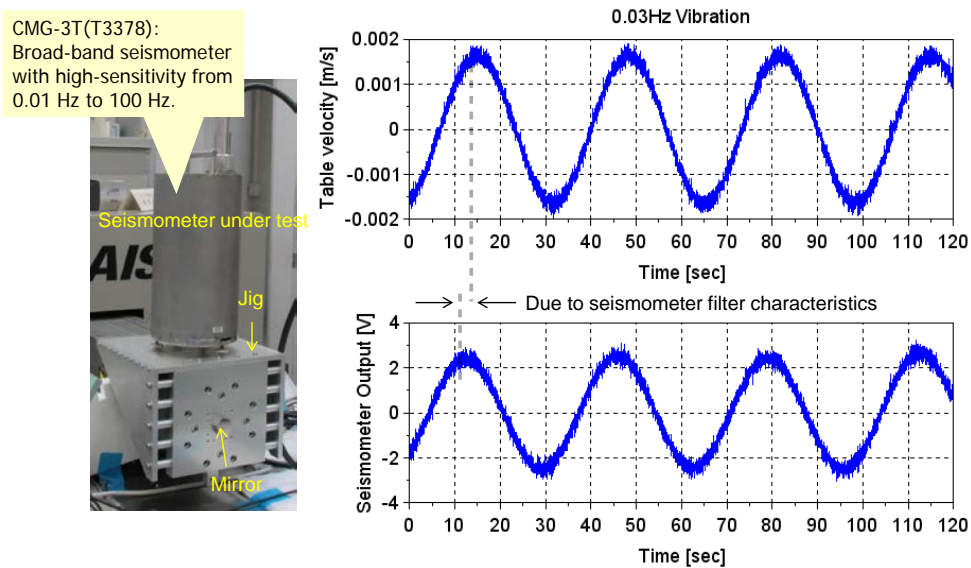 CMG-3T(T3378):
Broad-band seismometer
with high-sensitivity from
0.01 Hz to 100 Hz.
Seismometer under test
AIS
Jig
Mirror
0.03Hz Vibration
Table velocity [m/s]
0.002
0.001
0
-0.001
-0.002
0 10 20 30 40 50 60 70 80 90 100 110 120
Time [sec]
Due to seismometer filter characteristics
Seismometer Output [V]
4
2
0
-2
-4
0 10 20 30 40 50 60 70 80 90 100 110 120
Time [sec]